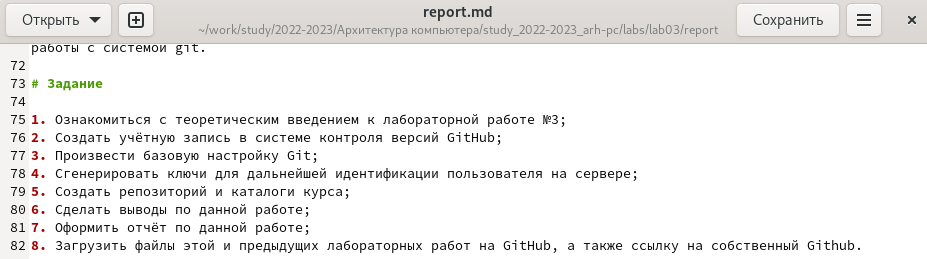 Открыть
report.md
~/work/study/2022-2023/Архитектура компьютера/study_2022-2023_arh-pc/labs/lab03/report
Сохранить
работы с системой git.
72
73 # Задание
74
75 1. Ознакомиться с теоретическим введением к лабораторной работе №3;
76 2. Создать учётную запись в системе контроля версий GitHub;
77 3. Произвести базовую настройку Git;
78 4. Сгенерировать ключи для дальнейшей идентификации пользователя на сервере;
79 5. Создать репозиторий и каталоги курса;
80 6. Сделать выводы по данной работе;
81 7. Оформить отчёт по данной работе;
82 8. Загрузить файлы этой и предыдущих лабораторных работ на GitHub, а также ссылку на собственный Github.